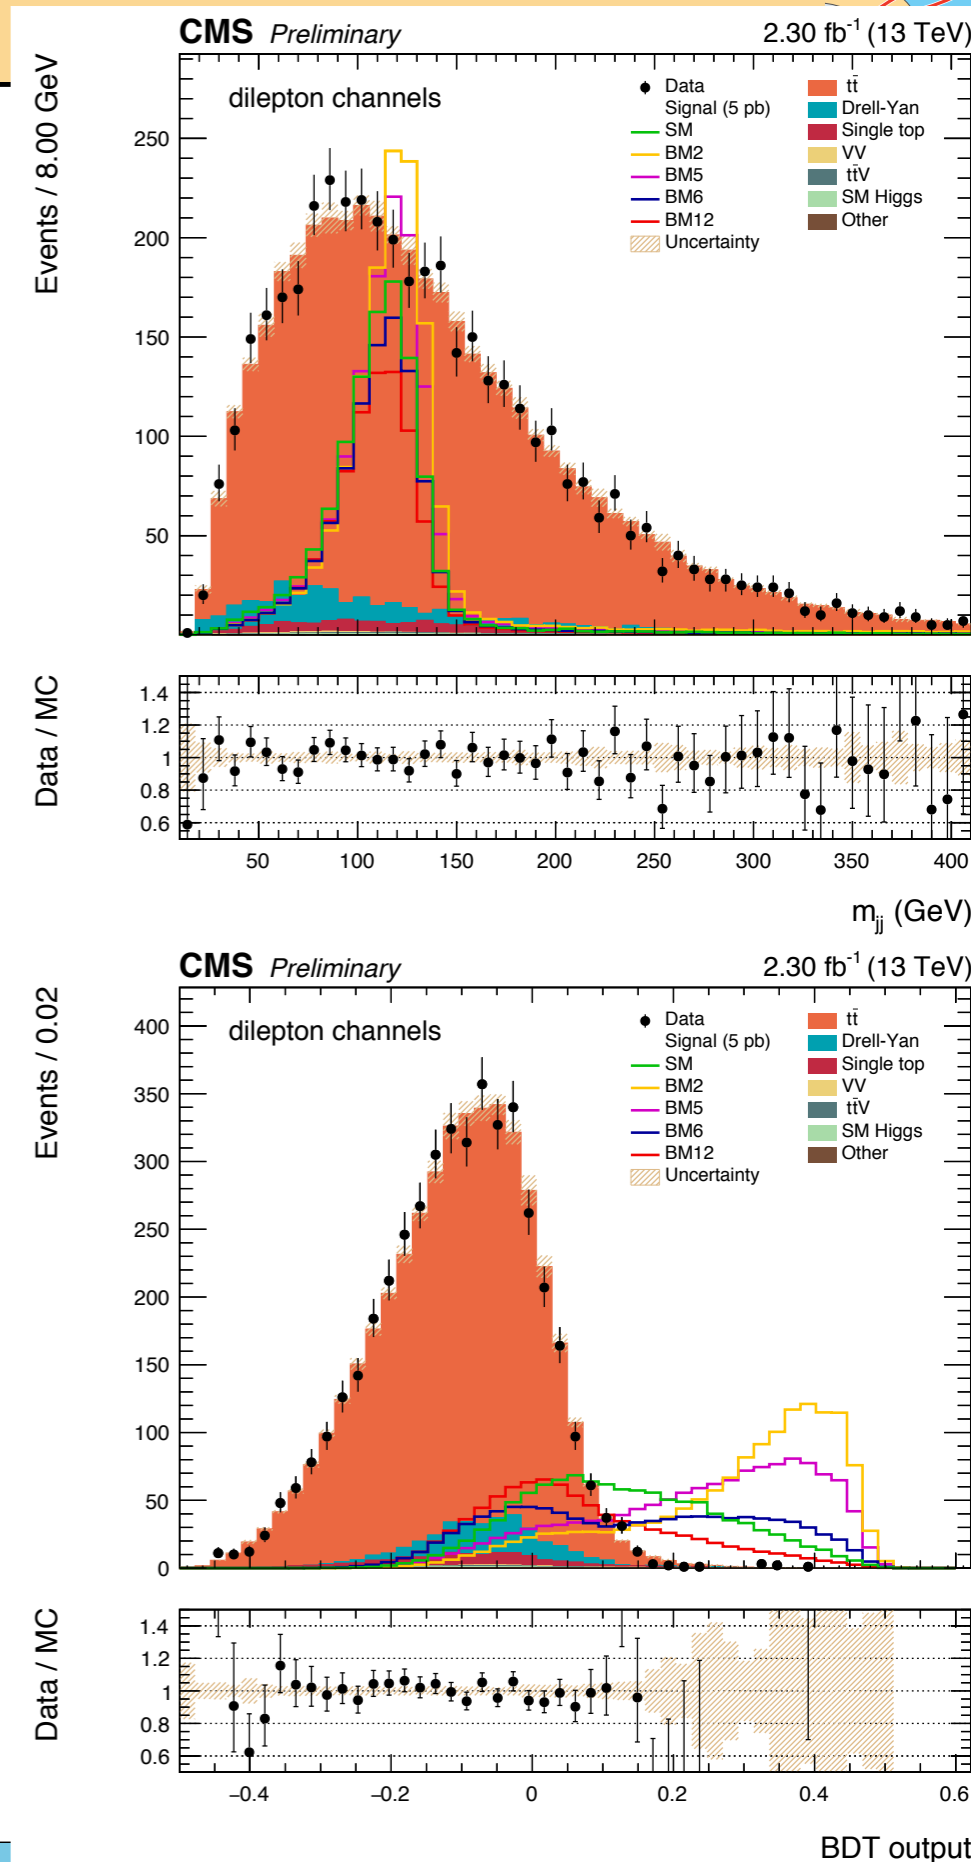 CMS Preliminary 2.30 fb⁻¹ (13 TeV)
Events / 8.00 GeV
dilepton channels
Data
Signal (5 pb)
SM
BM2
BM5
BM6
BM12
Uncertainty
tt̄
Drell-Yan
Single top
VV
tt̄V
SM Higgs
Other
250
200
150
100
50
Data / MC
1.4
1.2
1
0.8
0.6
50 100 150 200 250 300 350 400
m_jj (GeV)
CMS Preliminary 2.30 fb⁻¹ (13 TeV)
Events / 0.02
dilepton channels
Data
Signal (5 pb)
SM
BM2
BM5
BM6
BM12
Uncertainty
tt̄
Drell-Yan
Single top
VV
tt̄V
SM Higgs
Other
400
350
300
250
200
150
100
50
0
Data / MC
1.4
1.2
1
0.8
0.6
−0.4 −0.2 0 0.2 0.4 0.6
BDT output